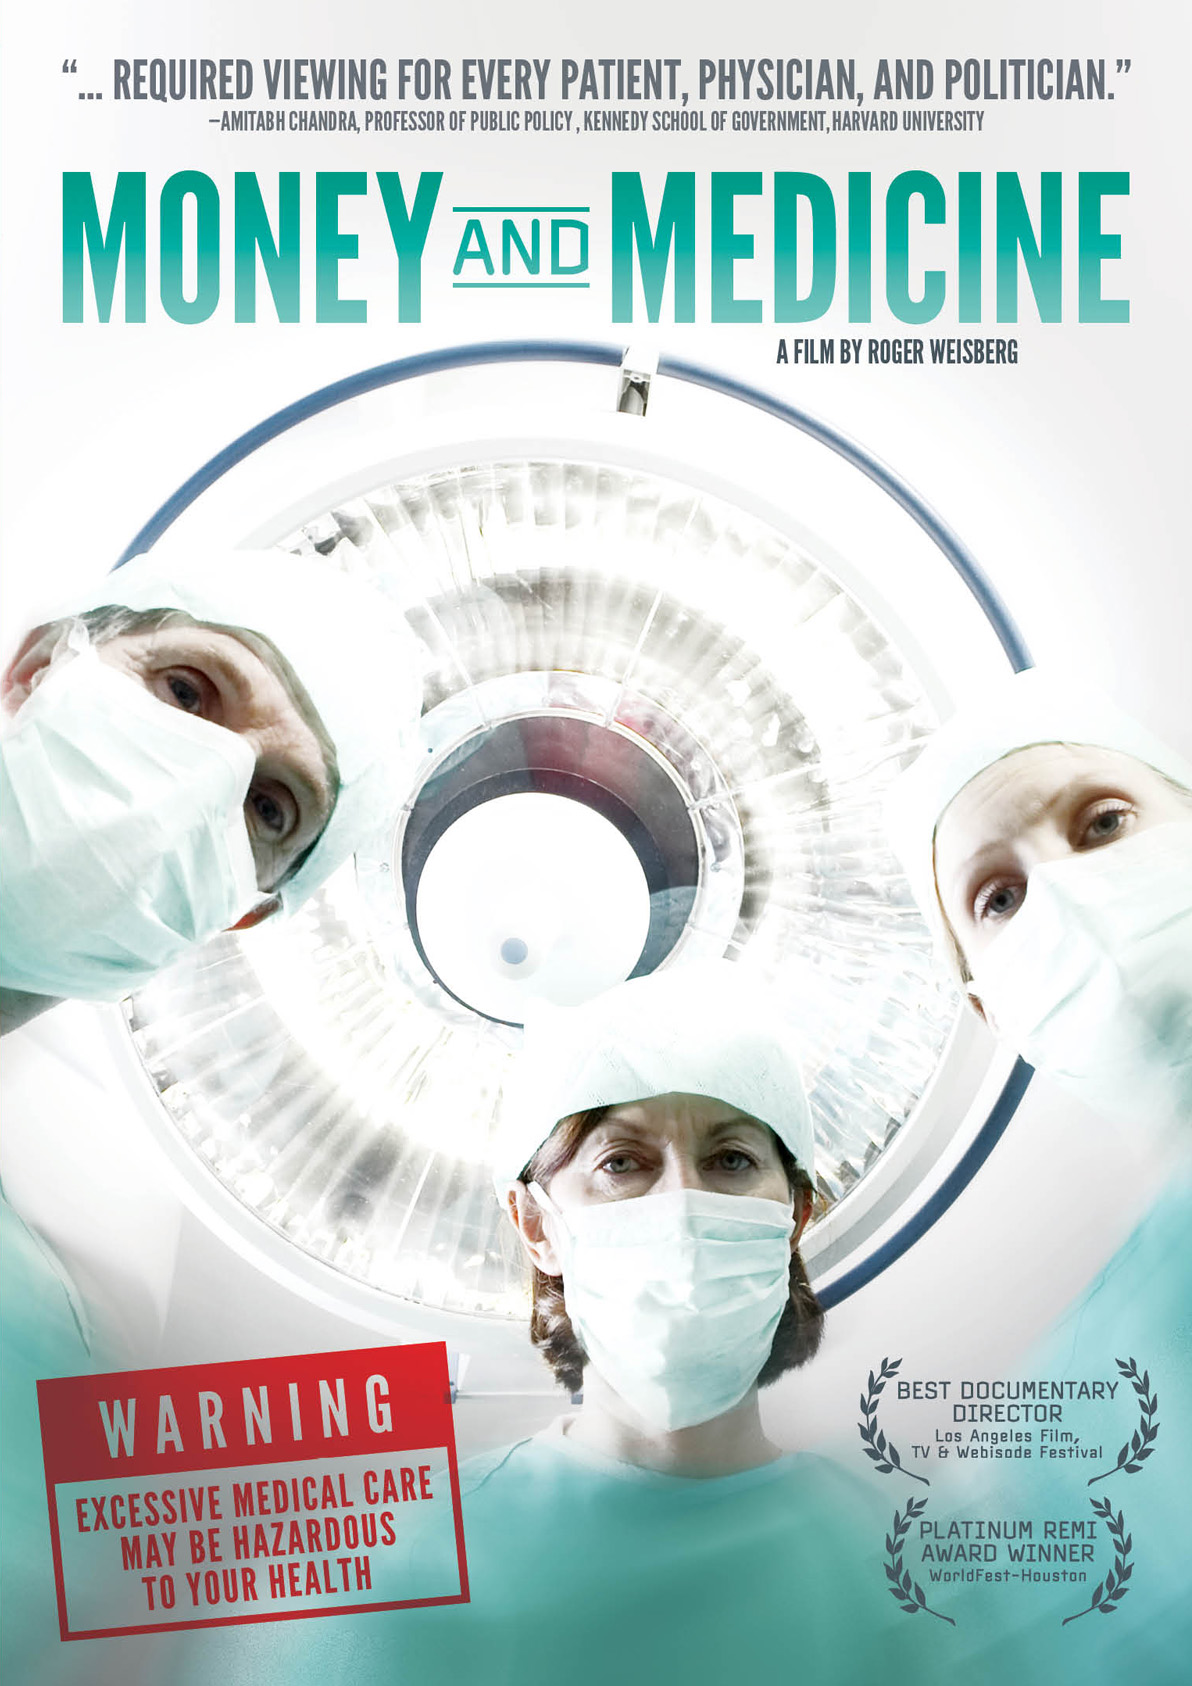 “... REQUIRED VIEWING FOR EVERY PATIENT, PHYSICIAN, AND POLITICIAN.”
–AMITABH CHANDRA, PROFESSOR OF PUBLIC POLICY , KENNEDY SCHOOL OF GOVERNMENT, HARVARD UNIVERSITY
MONEY AND MEDICINE
A FILM BY ROGER WEISBERG
WARNING
EXCESSIVE MEDICAL CARE
MAY BE HAZARDOUS
TO YOUR HEALTH
BEST DOCUMENTARY
DIRECTOR
Los Angeles Film,
TV & Webisode Festival
PLATINUM REMI
AWARD WINNER
WorldFest-Houston